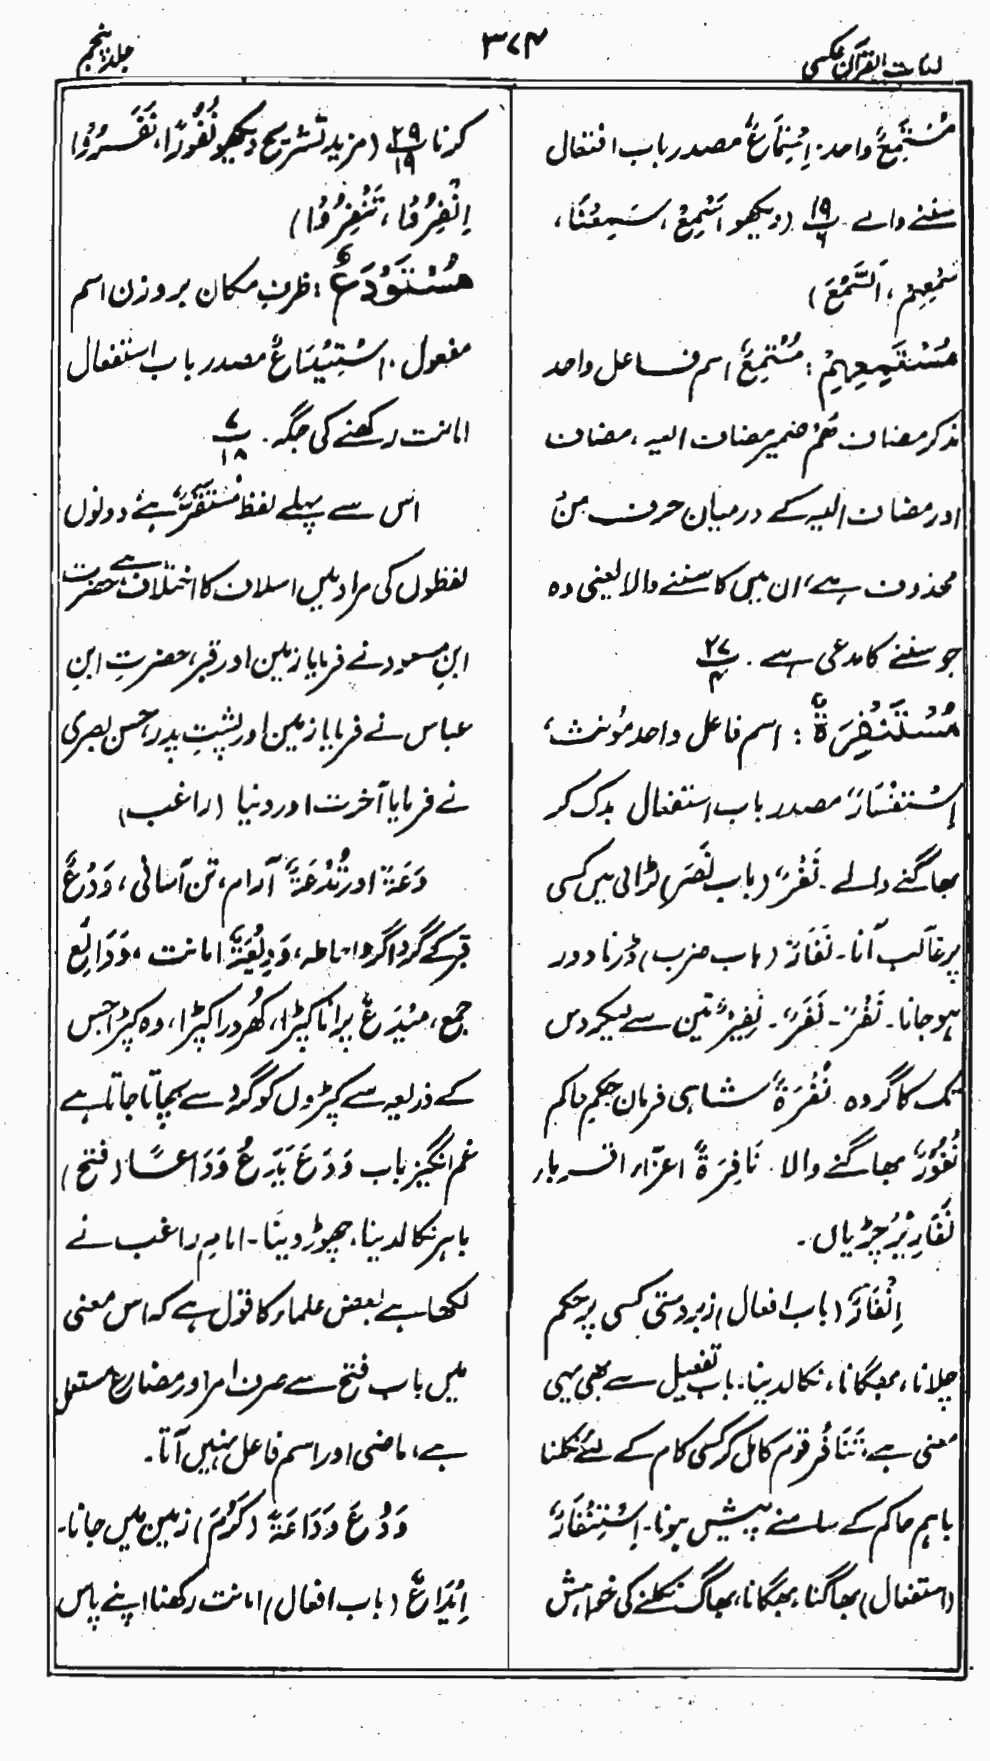 لغات القرآن عکسی
۳۷۴
جلد پنجم
مُسْتَمِعٌ واحد، اِسْتِمَاعٌ مصدر باب افتعال
سننے والے۔ پ ۱۹/۶ (دیکھو اَسْتَمِعْ، سَمِعْنَا،
سَمْعِهِمْ، اَلسَّمْعَ)
مُسْتَمِعُهُمْ: مُسْتَمِعٌ اسم فاعل واحد
مذکر مضاف ھُمْ ضمیر مضاف الیہ، مضاف
اور مضاف الیہ کے درمیان حرف مِنْ
محذوف ہے، ان میں کا سننے والا یعنی وہ
جو سننے کا مدعی ہے۔ پ ۲۷/۴
مُسْتَنْفِرَةٌ: اسم فاعل واحد مؤنث،
اِسْتِنْفَارٌ مصدر باب استفعال بدک کر
بھاگنے والے۔ نَفْرٌ (باب نَصَرَ) لڑائی میں کسی
پر غالب آنا۔ نَفَارٌ (باب ضرب) ڈرنا دور
ہو جانا۔ نَفْرٌ۔ نَفَرٌ۔ نَفِيْرٌ تین سے لیکر دس
تک کا گروہ۔ نُفْرَةٌ شاہی فرمان، حکم حاکم
نُفُوْرٌ بھاگنے والا۔ نَافِرَةٌ اعزاء اقربار
نَفَارِيْرُ چڑیاں۔
اِنْفَارٌ (باب افعال) زبردستی کسی پر حکم
چلانا، بھگانا، نکالدینا۔ باب تفعیل سے بھی یہی
معنی ہے، تَنَافُر قوم کا مل کر کسی کام کے لئے نکلنا
باہم حاکم کے سامنے پیش ہونا۔ اِسْتِنْفَارٌ
(استفعال) بھاگنا، بھگانا، بھاگ نکلنے کی خواہش
کرنا پ ۲۹/۱۹ (مزید تشریح دیکھو نُفُوْرًا، نَفَرُوْا
اِنْفِرُوْا، تَنْفِرُوْا)
مُسْتَوْدَعٌ: ظرف مکان بروزن اسم
مفعول۔ اِسْتِيْدَاعٌ مصدر باب استفعال
امانت رکھنے کی جگہ۔ پ ۷/۱۸
اس سے پہلے لفظ مُسْتَقَرٌّ ہے دونوں
لفظوں کی مراد میں اسلاف کا اختلاف ہے حضرت
ابن مسعود نے فرمایا زمین اور قبر، حضرتِ ابنِ
عباس نے فرمایا زمین اور پشتِ پدر، حسن بصری
نے فرمایا آخرت اور دنیا (راغب)
دَعَةٌ اور تُدْعَةٌ آرام، تن آسانی، وَدْعٌ
قبر کے گرداگرد احاطہ، وَدِيْعَةٌ امانت، وَدَائِعُ
جمع، مِيْدَعٌ پرانا کپڑا، کھردرا کپڑا، وہ کپڑا جس
کے ذریعہ سے کپڑوں کو گرد سے بچاتا جاتا ہے
غم انگیز باب وَدَعَ يَدَعُ وَدَاعًا (فتح)
باہر نکالدینا، چھوڑ دینا۔ امام راغب نے
لکھا ہے بعض علماء کا قول ہے کہ اس معنی
میں باب فتح سے صرف امر اور مضارع مستعمل
ہے، ماضی اور اسم فاعل نہیں آتا۔
وَدُعَ وَدَاعَةٌ (کَرُمَ) زمین میں جانا۔
اِيْدَاعٌ (باب افعال) امانت رکھنا اپنے پاس